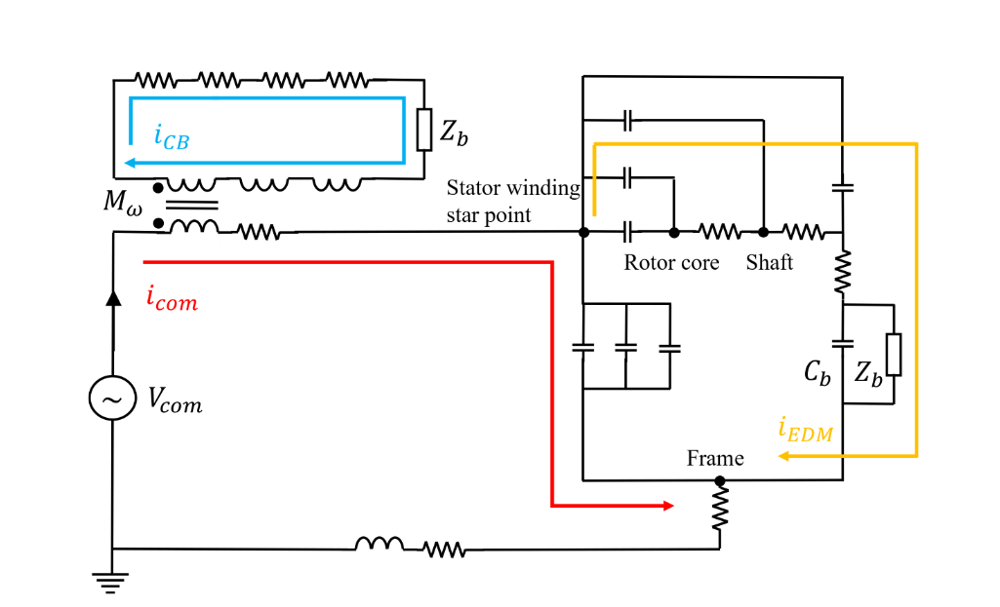 i_CB
Z_b
M_ω
Stator winding
star point
Rotor core
Shaft
i_com
V_com
C_b
Z_b
i_EDM
Frame